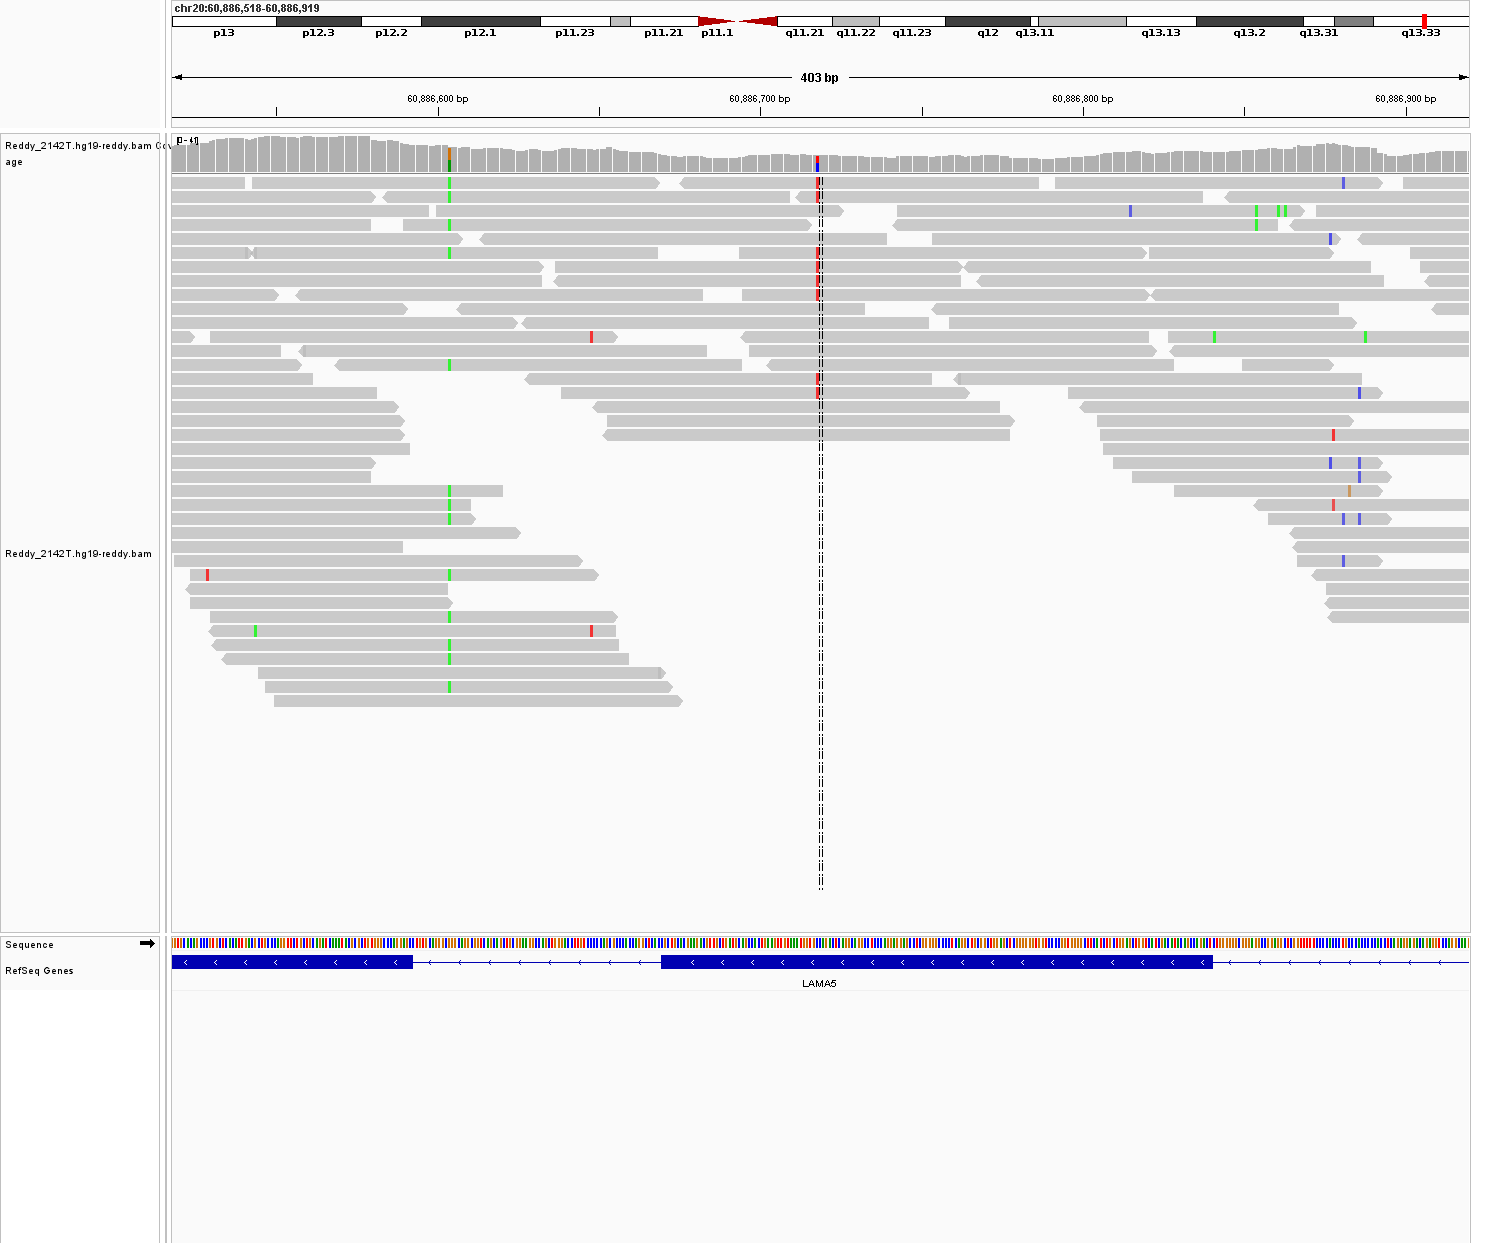 chr20:60,886,518-60,886,919
p13 p12.3 p12.2 p12.1 p11.23 p11.21 p11.1 q11.21 q11.22 q11.23 q12 q13.11 q13.13 q13.2 q13.31 q13.33
403 bp
60,886,600 bp 60,886,700 bp 60,886,800 bp 60,886,900 bp
Reddy_2142T.hg19-reddy.bam Cov
age
Reddy_2142T.hg19-reddy.bam
Sequence
RefSeq Genes
LAMA5